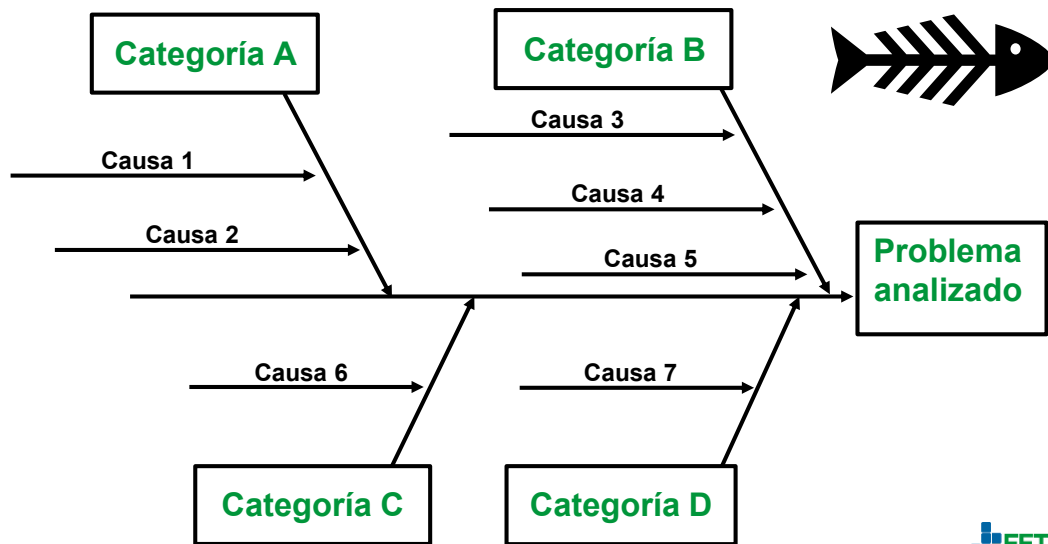 Categoría A
Categoría B
Causa 3
Causa 1
Causa 4
Causa 2
Causa 5
Problema
analizado
Causa 6
Causa 7
Categoría C
Categoría D